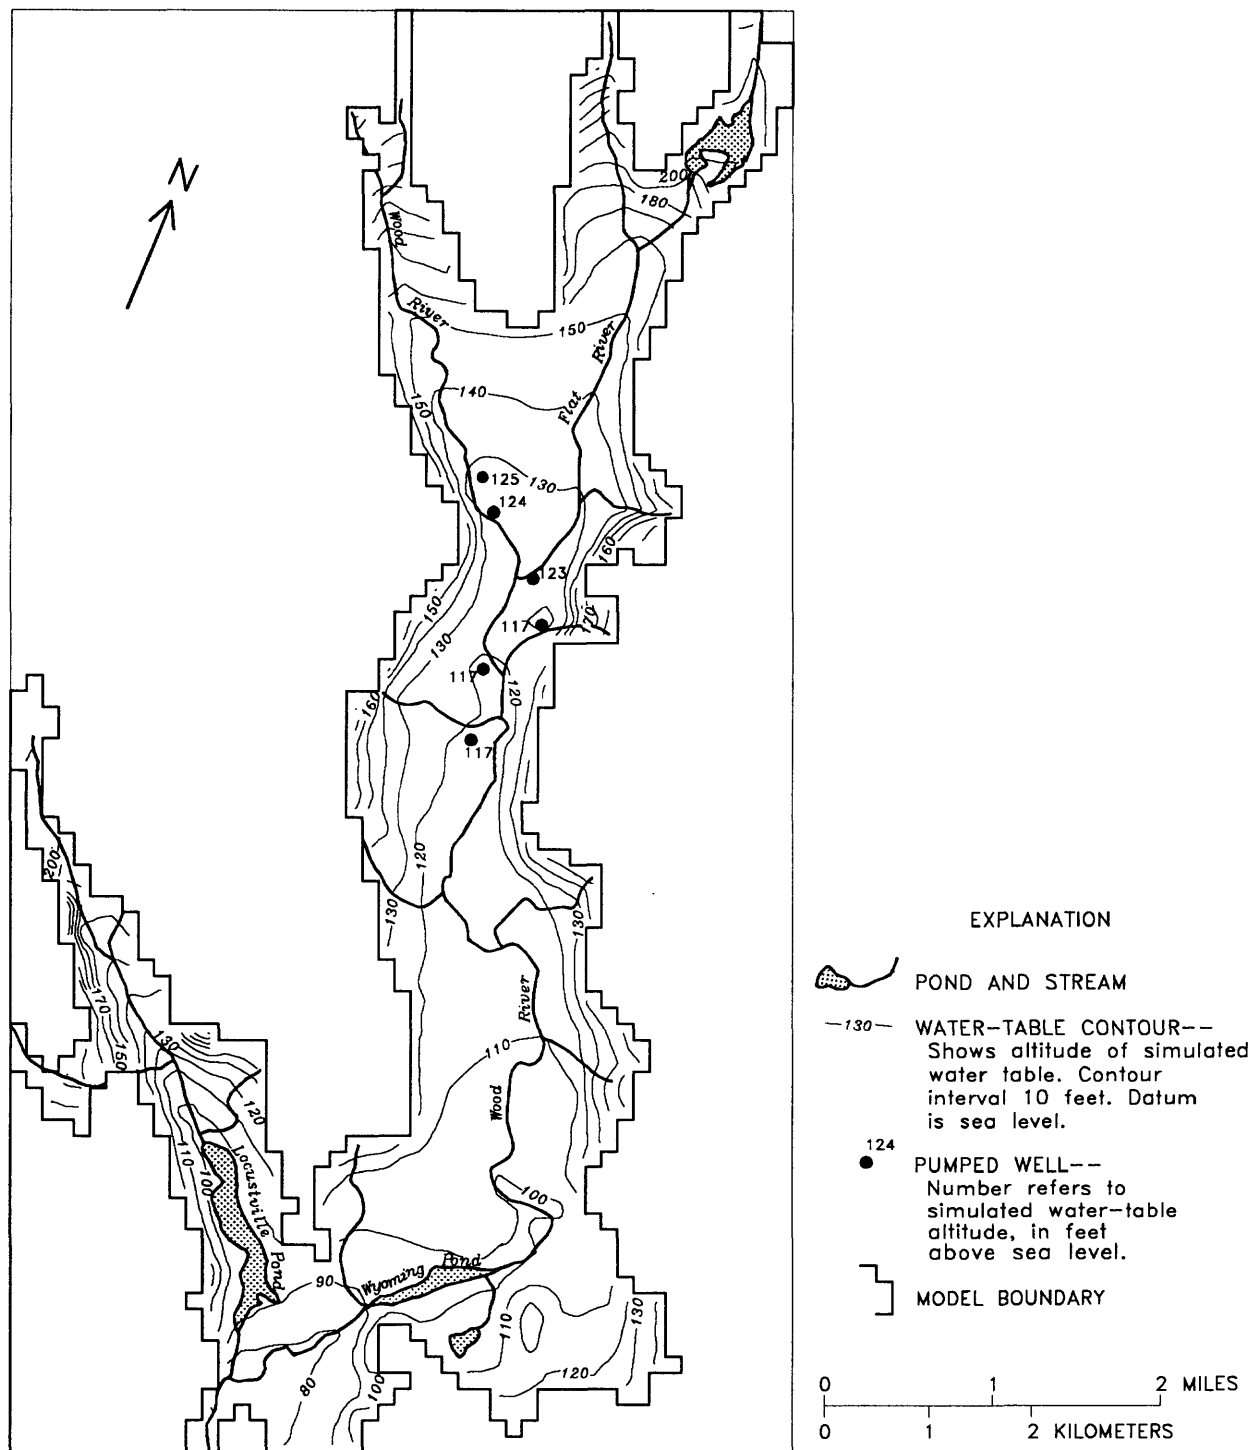 N
200
180
Wood
River
150
River
140
150
Flat
125
130
124
160
123
150
117
170
130
117
120
160
117
120
200
130
130
170
River
150
130
110
Wood
120
110
100
Locustville
Pond
100
90
Wyoming Pond
110
130
80
100
120
EXPLANATION
POND AND STREAM
—130— WATER-TABLE CONTOUR--
Shows altitude of simulated
water table. Contour
interval 10 feet. Datum
is sea level.
124
PUMPED WELL--
Number refers to
simulated water-table
altitude, in feet
above sea level.
MODEL BOUNDARY
0 1 2 MILES
0 1 2 KILOMETERS